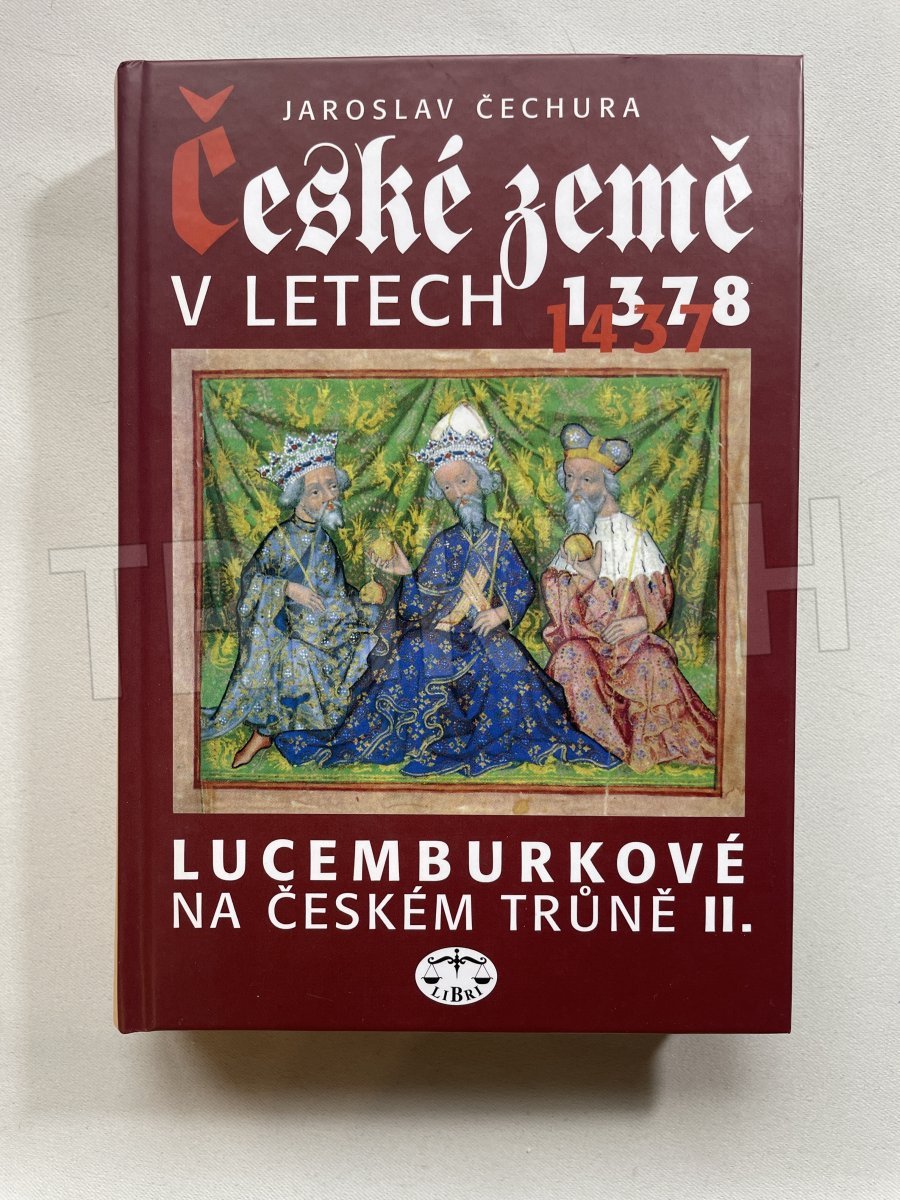 JAROSLAV ČECHURA
České země
V LETECH 1378
1437
LUCEMBURKOVÉ
NA ČESKÉM TRŮNĚ II.
LIBRI